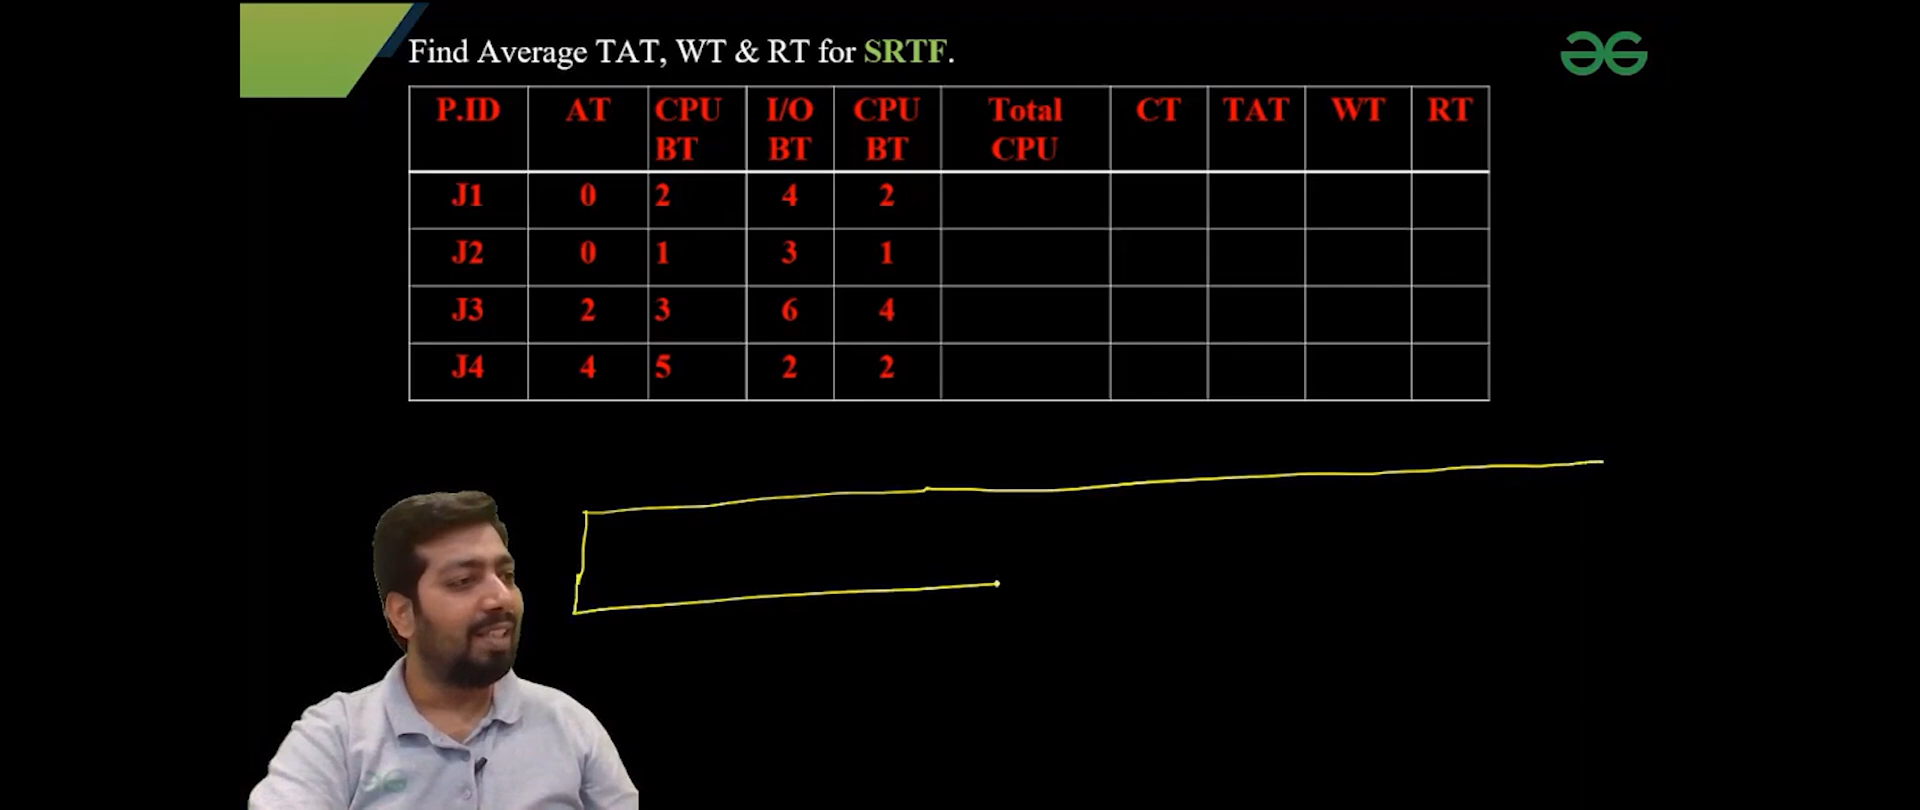 Find Average TAT, WT & RT for SRTF.
P.ID AT CPU BT I/O BT CPU BT Total CPU CT TAT WT RT
J1 0 2 4 2
J2 0 1 3 1
J3 2 3 6 4
J4 4 5 2 2